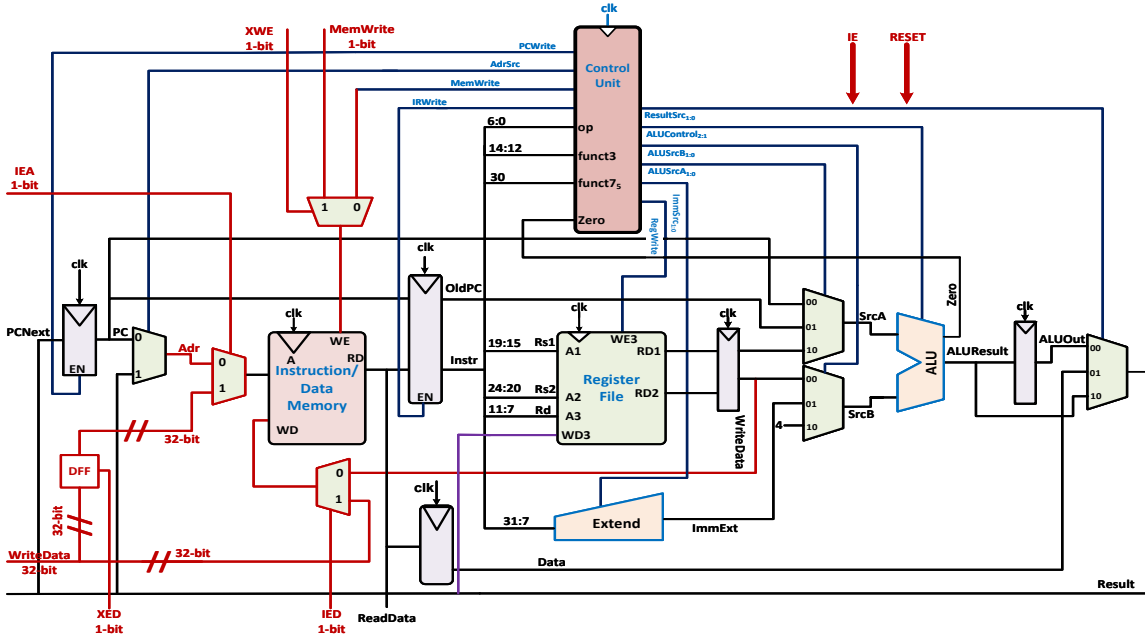 clk
XWE
1-bit
MemWrite
1-bit
IE
RESET
PCWrite
AdrSrc
MemWrite
IRWrite
Control
Unit
op
funct3
funct7₅
Zero
6:0
14:12
30
ResultSrc₁:₀
ALUControl₂:₁
ALUSrcB₁:₀
ALUSrcA₁:₀
ImmSrc₁:₀
RegWrite
IEA
1-bit
1
0
clk
PCNext
EN
PC
0
1
Adr
0
1
clk
A
WE
RD
Instruction/
Data
Memory
WD
clk
OldPC
Instr
EN
19:15
Rs1
24:20
Rs2
11:7
Rd
clk
A1
WE3
RD1
Register
File
RD2
A2
A3
WD3
clk
WriteData
00
01
10
SrcA
00
01
10
4
SrcB
ALU
Zero
ALUResult
clk
ALUOut
00
01
10
32-bit
DFF
32-bit
0
1
WriteData
32-bit
32-bit
clk
31:7
Extend
ImmExt
Data
Result
XED
1-bit
IED
1-bit
ReadData